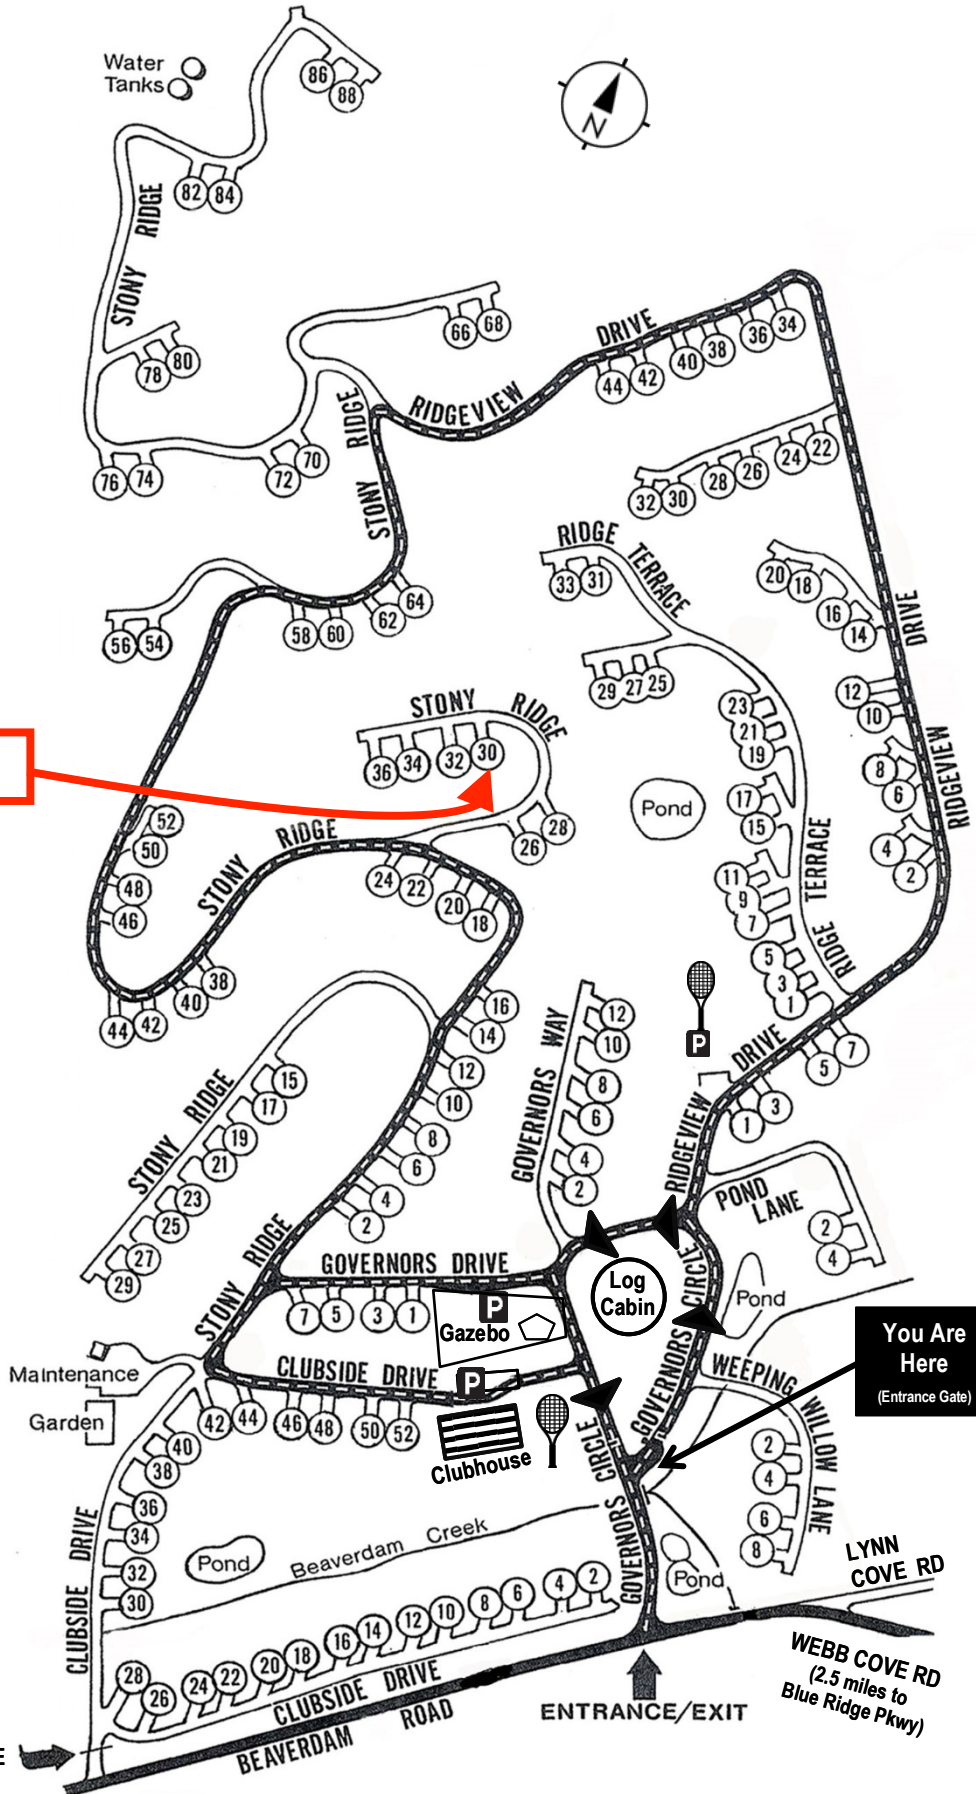 Water
Tanks
86
88
N
82
84
STONY RIDGE
66
68
DRIVE
36
34
40
38
44
42
78
80
RIDGEVIEW
RIDGE
STONY
70
72
76
74
22
24
26
28
30
32
RIDGE TERRACE
33
31
20
18
16
14
DRIVE
64
62
60
58
56
54
29
27
25
12
10
23
21
19
RIDGEVIEW
8
6
4
2
STONY RIDGE
36
34
32
30
28
26
Pond
17
15
52
50
48
46
STONY RIDGE
24
22
20
18
11
9
7
5
3
1
RIDGE TERRACE
38
40
42
44
16
14
GOVERNORS WAY
12
10
8
6
4
2
P
DRIVE
7
5
3
1
RIDGEVIEW
12
10
8
6
4
2
STONY RIDGE
15
17
19
21
23
25
27
29
POND
LANE
2
4
STONY RIDGE
GOVERNORS DRIVE
7
5
3
1
P
Gazebo
Log
Cabin
GOVERNORS CIRCLE
Pond
You Are
Here
(Entrance Gate)
Maintenance
Garden
CLUBSIDE DRIVE
P
42
44
46
48
50
52
Clubhouse
WEEPING WILLOW LANE
2
4
6
8
GOVERNORS CIRCLE
40
38
36
34
32
30
CLUBSIDE DRIVE
Pond
Beaverdam Creek
Pond
LYNN
COVE RD
28
26
24
22
20
18
16
14
12
10
8
6
4
2
CLUBSIDE DRIVE
BEAVERDAM ROAD
ENTRANCE/EXIT
WEBB COVE RD
(2.5 miles to
Blue Ridge Pkwy)
E